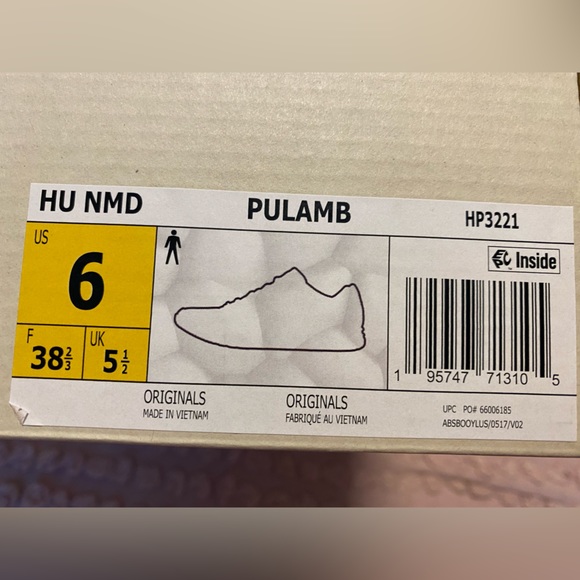 HU NMD PULAMB HP3221
US
6
F 38 2/3 UK 5 1/2
Inside
1 95747 71310 5
ORIGINALS
MADE IN VIETNAM
ORIGINALS
FABRIQUÉ AU VIETNAM
UPC PO# 66006185
ABSBOOYLUS/0517/V02